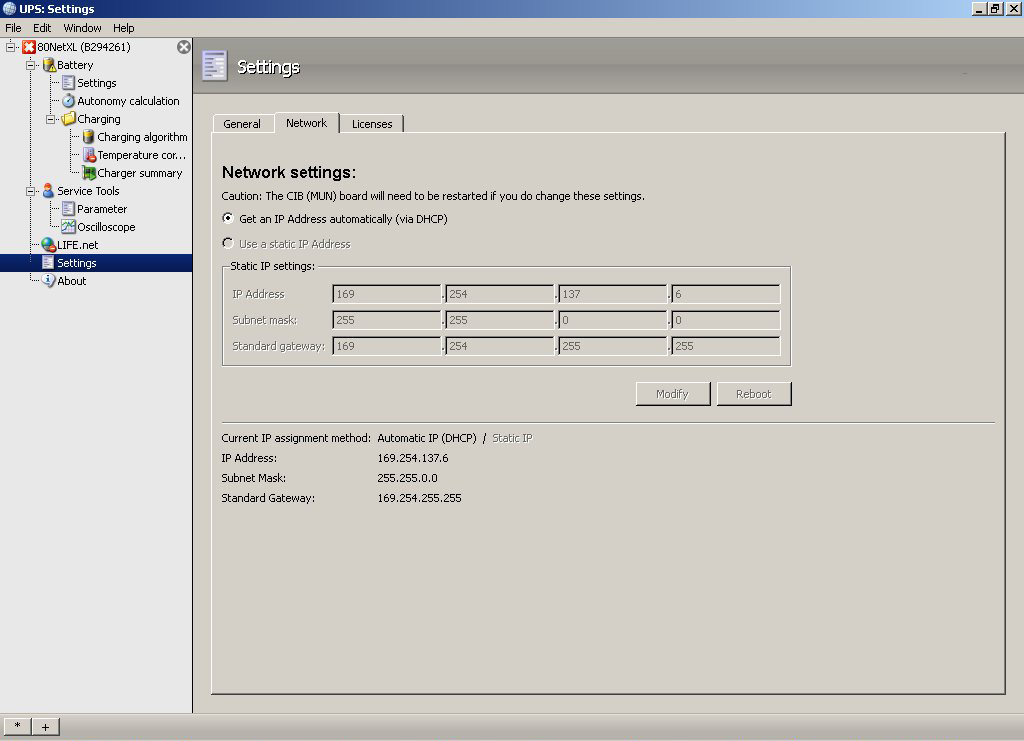 UPS: Settings
File Edit Window Help
80NetXL (B294261)
Battery
Settings
Autonomy calculation
Charging
Charging algorithm
Temperature cor...
Charger summary
Service Tools
Parameter
Oscilloscope
LIFE.net
Settings
About
Settings
General Network Licenses
Network settings:
Caution: The CIB (MUN) board will need to be restarted if you do change these settings.
Get an IP Address automatically (via DHCP)
Use a static IP Address
Static IP settings:
IP Address 169 . 254 . 137 . 6
Subnet mask: 255 . 255 . 0 . 0
Standard gateway: 169 . 254 . 255 . 255
Modify Reboot
Current IP assignment method: Automatic IP (DHCP) / Static IP
IP Address: 169.254.137.6
Subnet Mask: 255.255.0.0
Standard Gateway: 169.254.255.255
* +